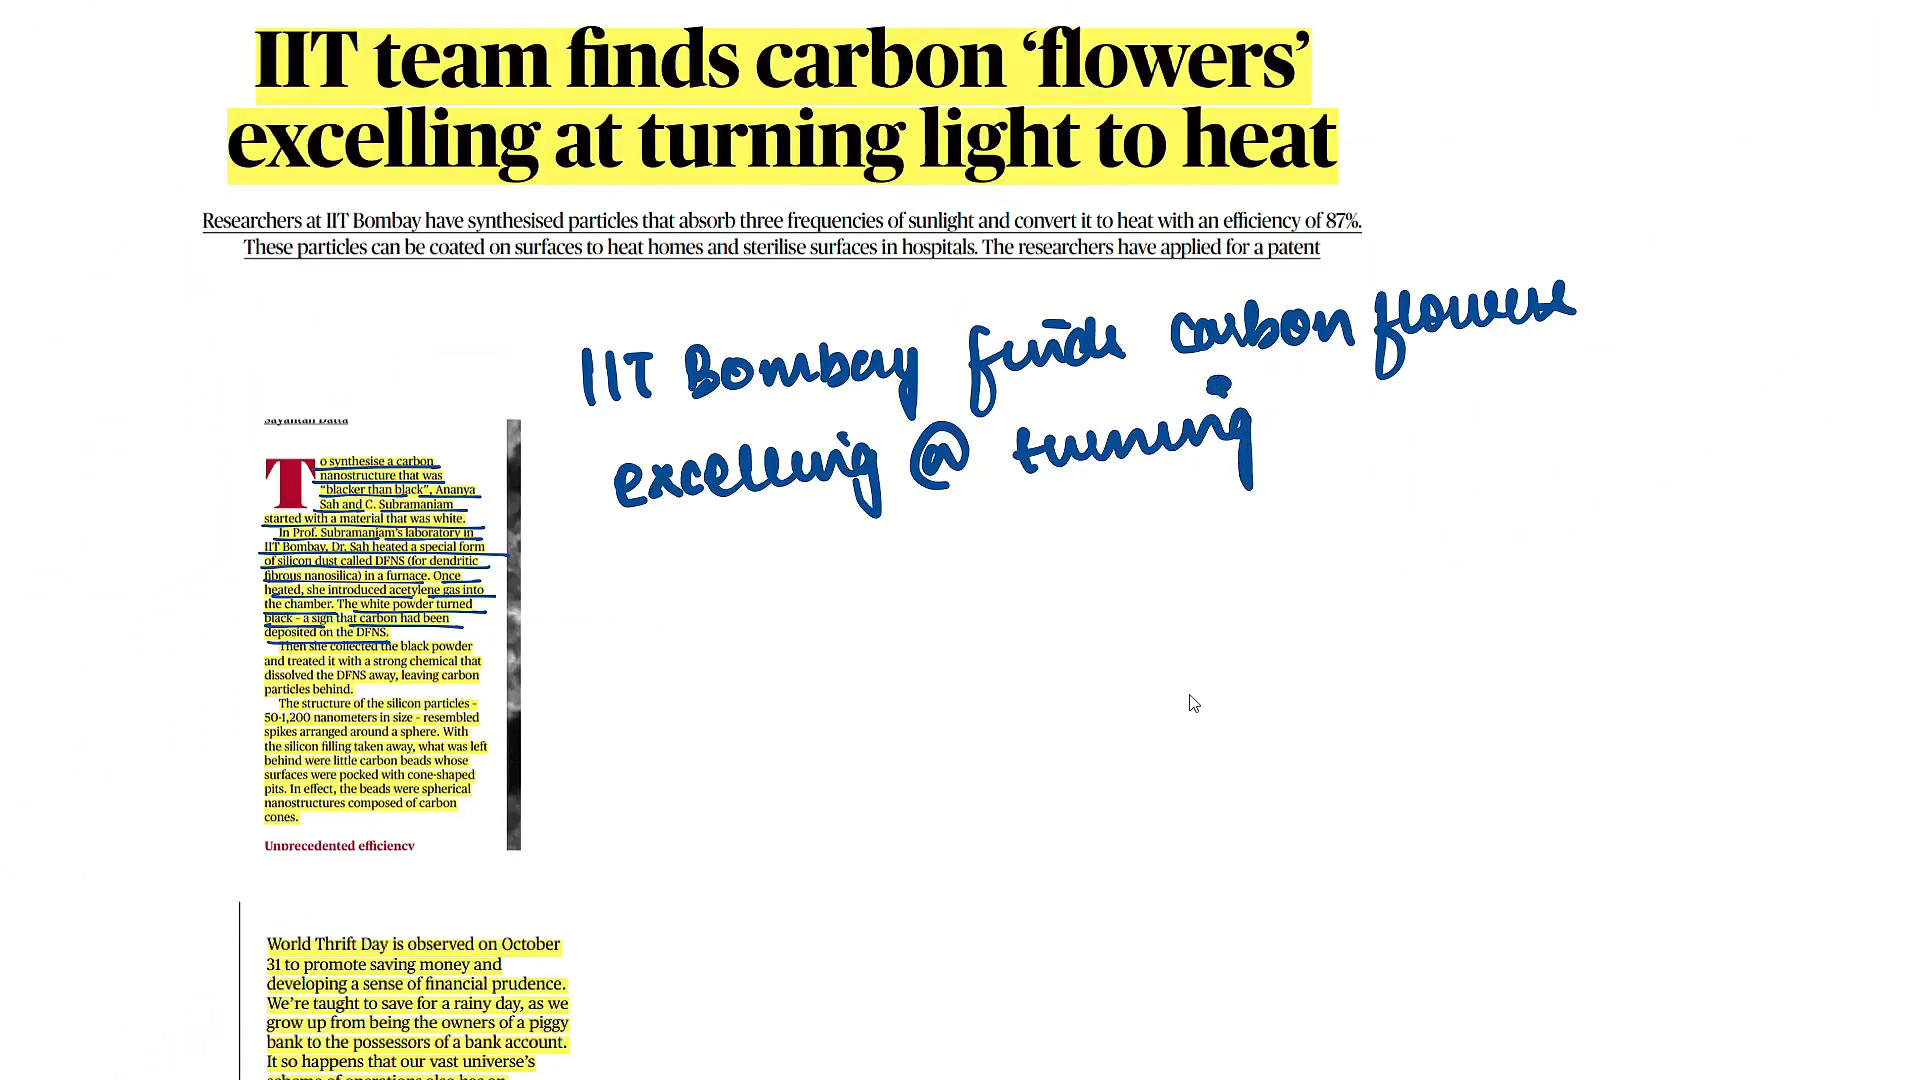 IIT team finds carbon ‘flowers’
excelling at turning light to heat
Researchers at IIT Bombay have synthesised particles that absorb three frequencies of sunlight and convert it to heat with an efficiency of 87%.
These particles can be coated on surfaces to heat homes and sterilise surfaces in hospitals. The researchers have applied for a patent
IIT Bombay finds carbon flowers
excelling @ turning
Sayantan Datta
To synthesise a carbon
nanostructure that was
“blacker than black”, Ananya
Sah and C. Subramaniam
started with a material that was white.
In Prof. Subramaniam’s laboratory in
IIT Bombay, Dr. Sah heated a special form
of silicon dust called DFNS (for dendritic
fibrous nanosilica) in a furnace. Once
heated, she introduced acetylene gas into
the chamber. The white powder turned
black – a sign that carbon had been
deposited on the DFNS.
Then she collected the black powder
and treated it with a strong chemical that
dissolved the DFNS away, leaving carbon
particles behind.
The structure of the silicon particles –
50-1,200 nanometers in size – resembled
spikes arranged around a sphere. With
the silicon filling taken away, what was left
behind were little carbon beads whose
surfaces were pocked with cone-shaped
pits. In effect, the beads were spherical
nanostructures composed of carbon
cones.
Unprecedented efficiency
World Thrift Day is observed on October
31 to promote saving money and
developing a sense of financial prudence.
We’re taught to save for a rainy day, as we
grow up from being the owners of a piggy
bank to the possessors of a bank account.
It so happens that our vast universe’s
scheme of operations also has an